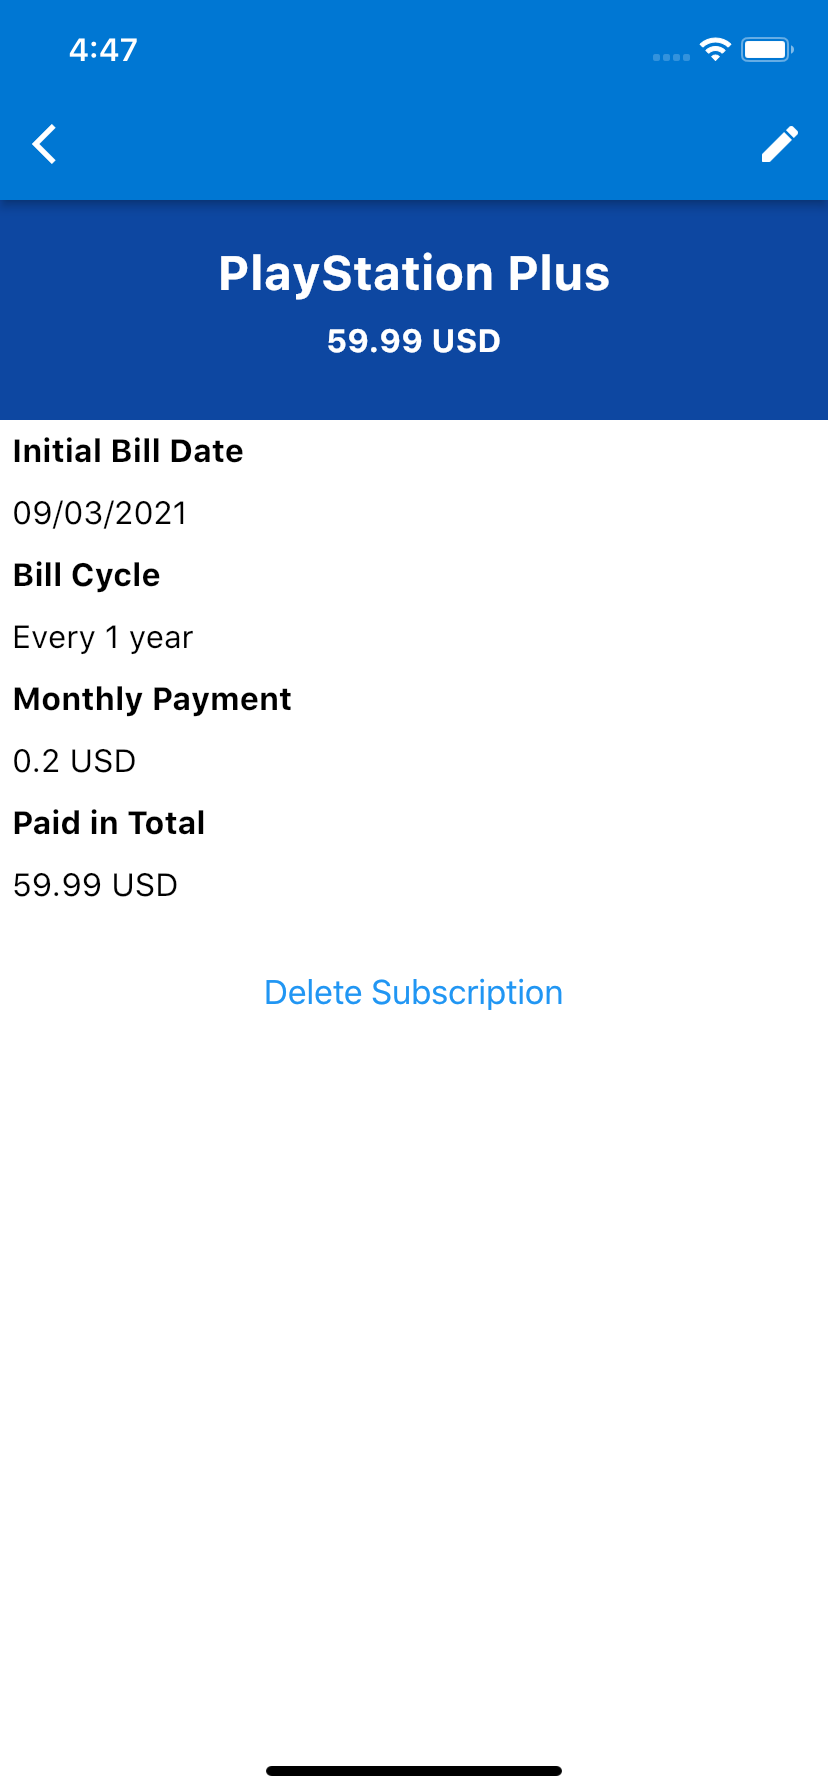 4:47
PlayStation Plus
59.99 USD
Initial Bill Date
09/03/2021
Bill Cycle
Every 1 year
Monthly Payment
0.2 USD
Paid in Total
59.99 USD
Delete Subscription